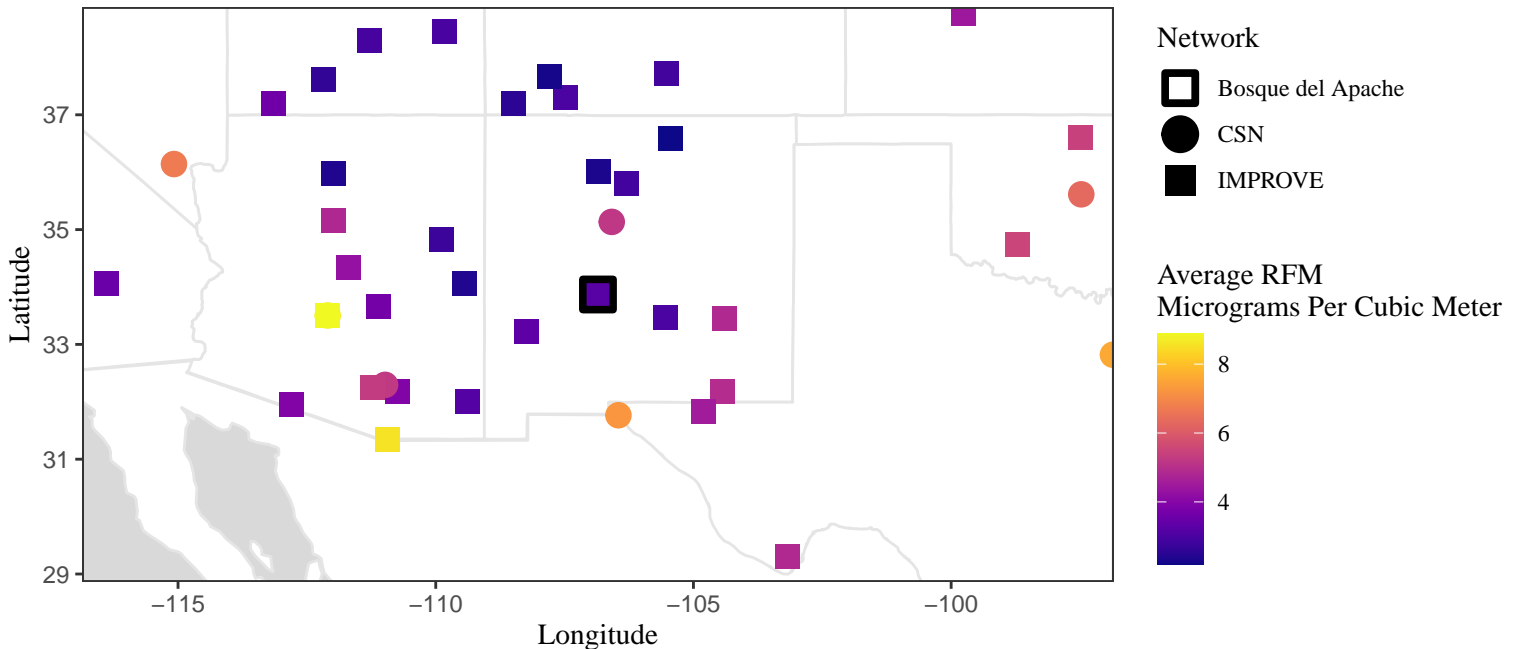 37
35
33
31
29
Latitude
−115
−110
−105
−100
Longitude
Network
Bosque del Apache
CSN
IMPROVE
Average RFM
Micrograms Per Cubic Meter
8
6
4